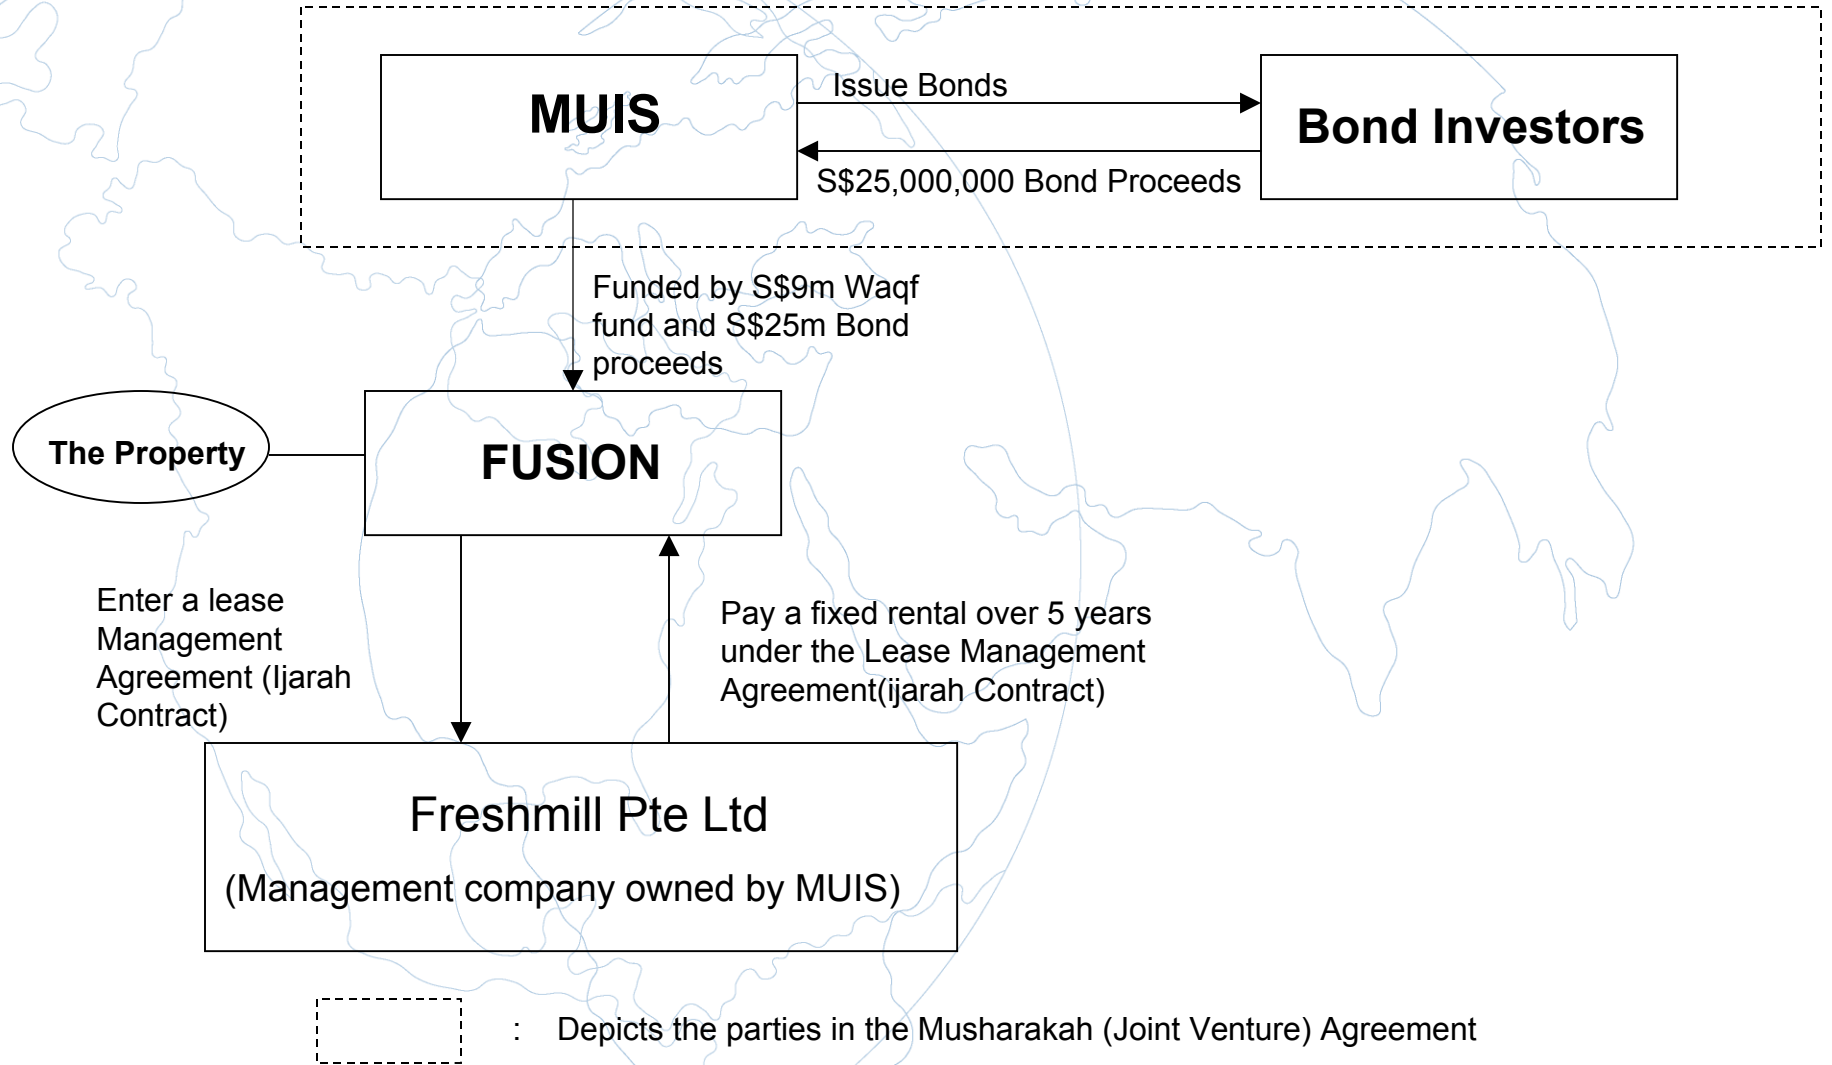 MUIS
Issue Bonds
Bond Investors
S$25,000,000 Bond Proceeds
Funded by S$9m Waqf
fund and S$25m Bond
proceeds
The Property
FUSION
Enter a lease
Management
Agreement (Ijarah
Contract)
Pay a fixed rental over 5 years
under the Lease Management
Agreement(ijarah Contract)
Freshmill Pte Ltd
(Management company owned by MUIS)
: Depicts the parties in the Musharakah (Joint Venture) Agreement